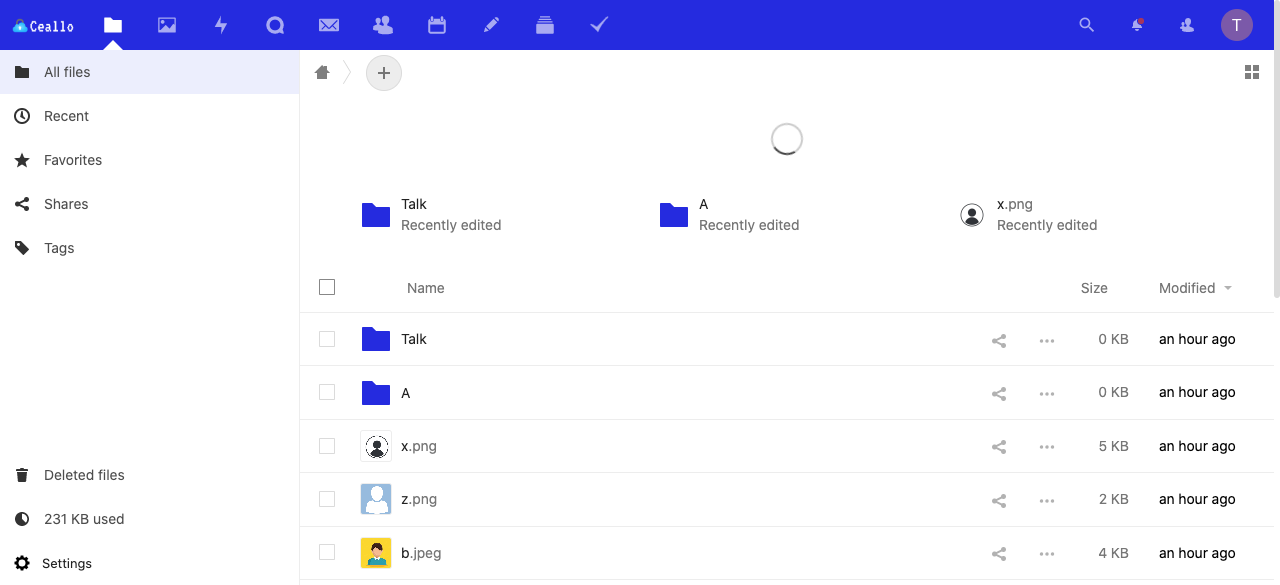 Ceallo
T
All files
Recent
Favorites
Shares
Tags
Deleted files
231 KB used
Settings
Talk
Recently edited
A
Recently edited
x.png
Recently edited
Name Size Modified
Talk 0 KB an hour ago
A 0 KB an hour ago
x.png 5 KB an hour ago
z.png 2 KB an hour ago
b.jpeg 4 KB an hour ago